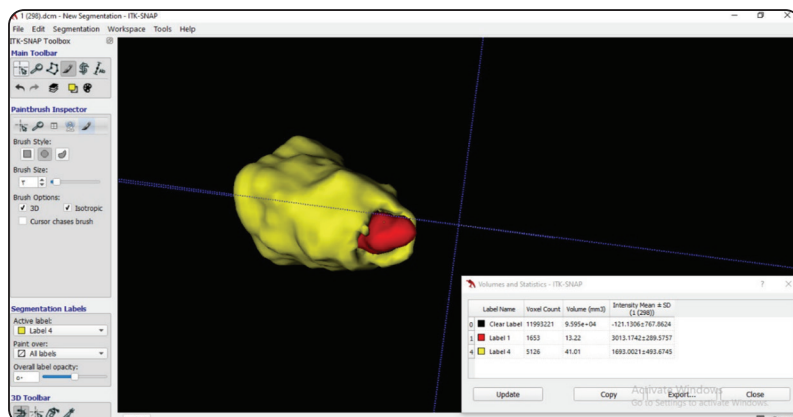 1 (298).dcm - New Segmentation - ITK-SNAP
File Edit Segmentation Workspace Tools Help
ITK-SNAP Toolbox
Main Toolbar
Paintbrush Inspector
Brush Style:
Brush Size:
Brush Options:
3D Isotropic
Cursor chases brush
Segmentation Labels
Active label:
Label 4
Paint over:
All labels
Overall label opacity:
3D Toolbar
Volumes and Statistics - ITK-SNAP ?
Label Name Voxel Count Volume (mm3) Intensity Mean ± SD
(1 (298))
0 Clear Label 11993221 9.595e+04 -121.1306±767.8624
1 Label 1 1653 13.22 3013.1742±289.5757
4 Label 4 5126 41.01 1693.0021±493.6745
Update Copy Export... Close
Activate Windows
Go to Settings to activate Windows.